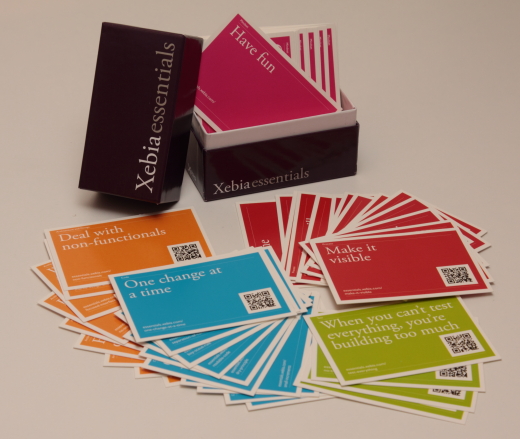 Xebia essentials
Have fun
Xebia essentials
Deal with
non-functionals
One change at
a time
Make it
visible
When you can't test
everything, you're
building too much